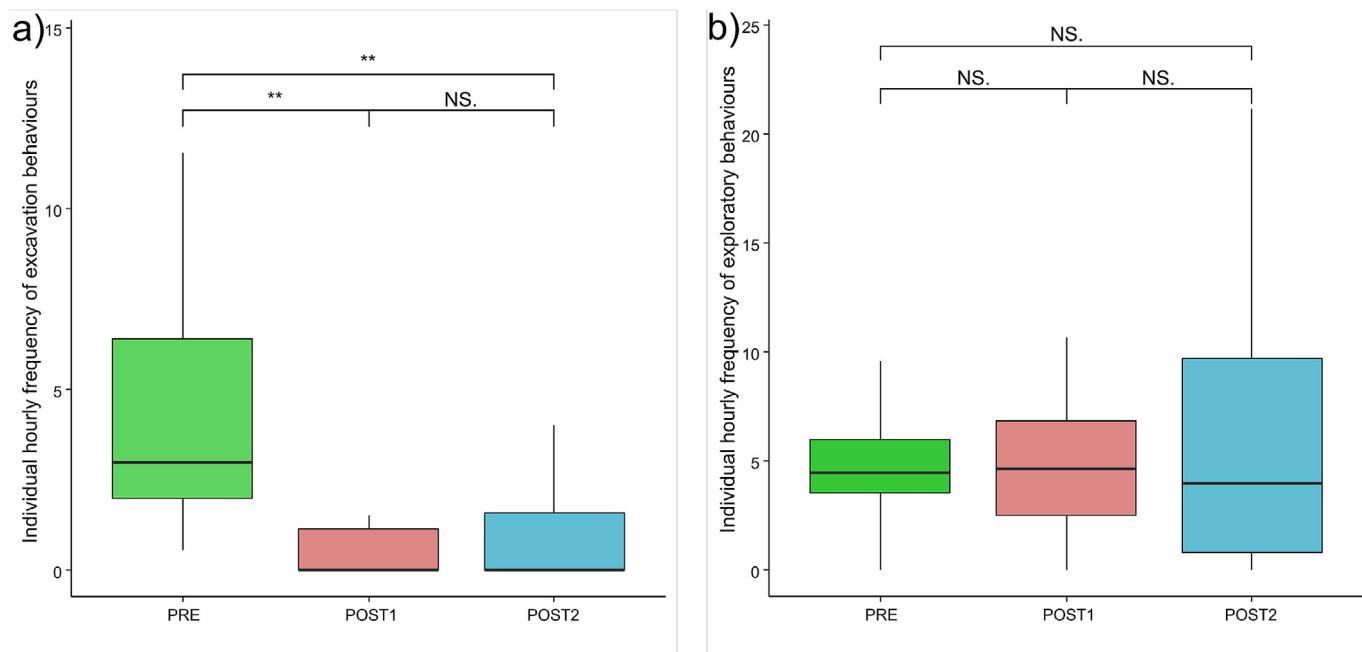 a)
Individual hourly frequency of excavation behaviours
15
10
5
0
**
**
NS.
PRE
POST1
POST2
b)
Individual hourly frequency of exploratory behaviours
25
20
15
10
5
0
NS.
NS.
NS.
PRE
POST1
POST2